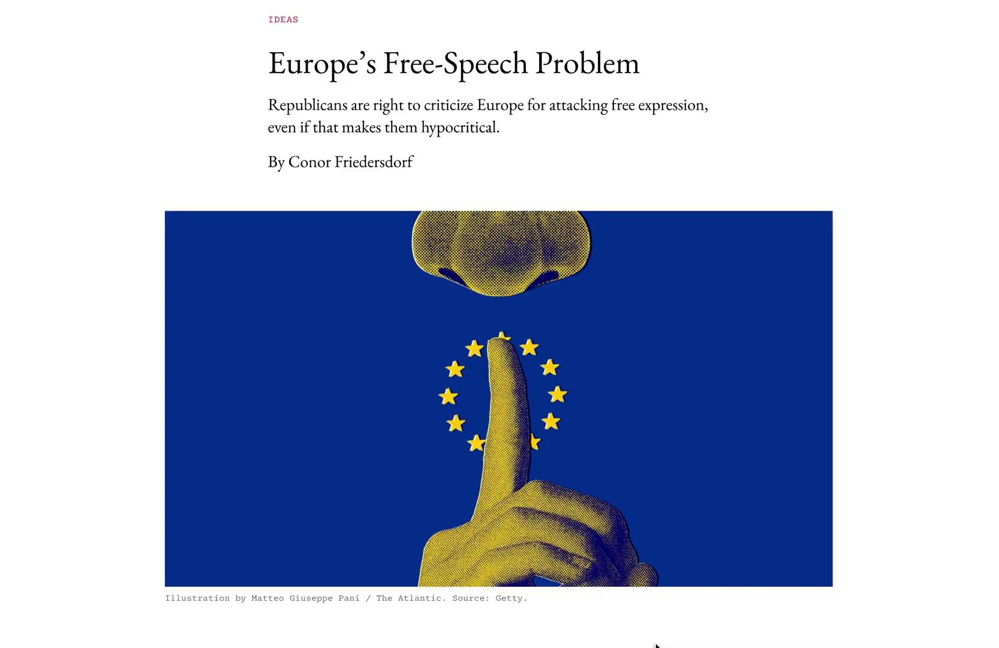 IDEAS
Europe’s Free-Speech Problem
Republicans are right to criticize Europe for attacking free expression,
even if that makes them hypocritical.
By Conor Friedersdorf
Illustration by Matteo Giuseppe Pani / The Atlantic. Source: Getty.